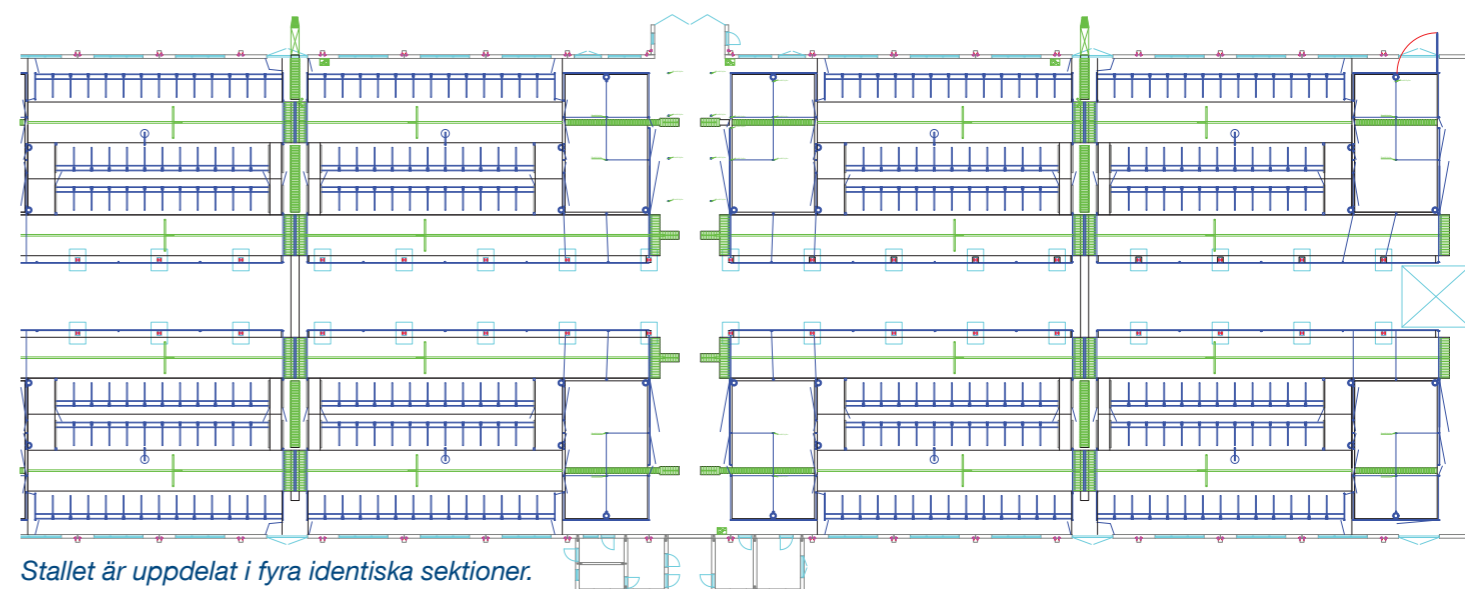 Stallet är uppdelat i fyra identiska sektioner.